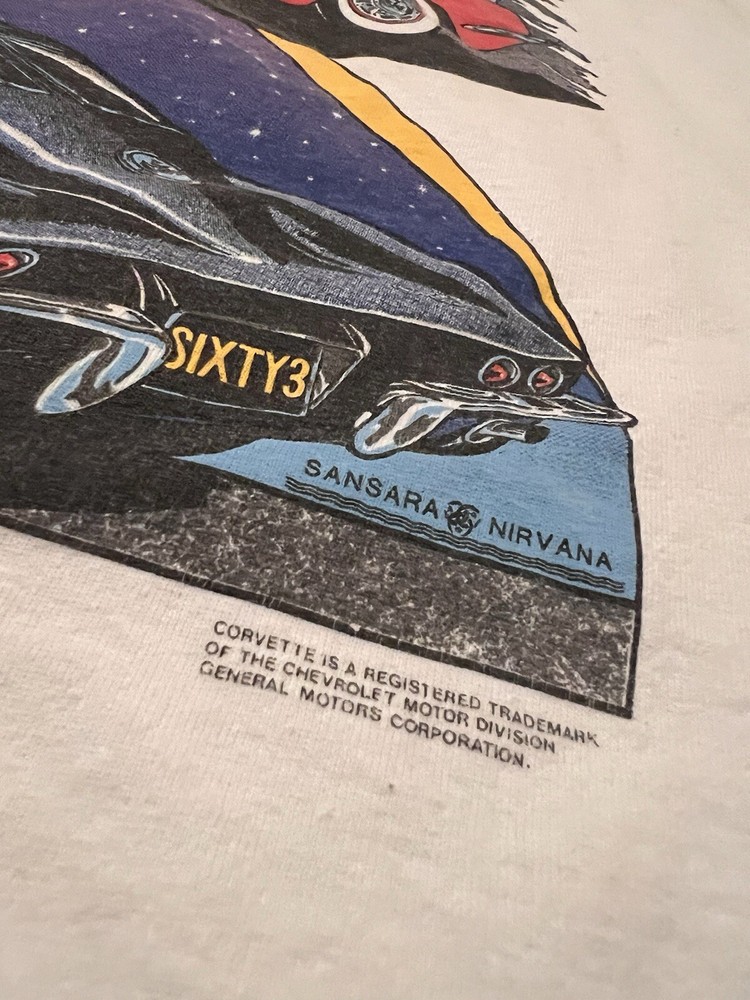 SIXTY3
SANSARA NIRVANA
CORVETTE IS A REGISTERED TRADEMARK
OF THE CHEVROLET MOTOR DIVISION
GENERAL MOTORS CORPORATION.